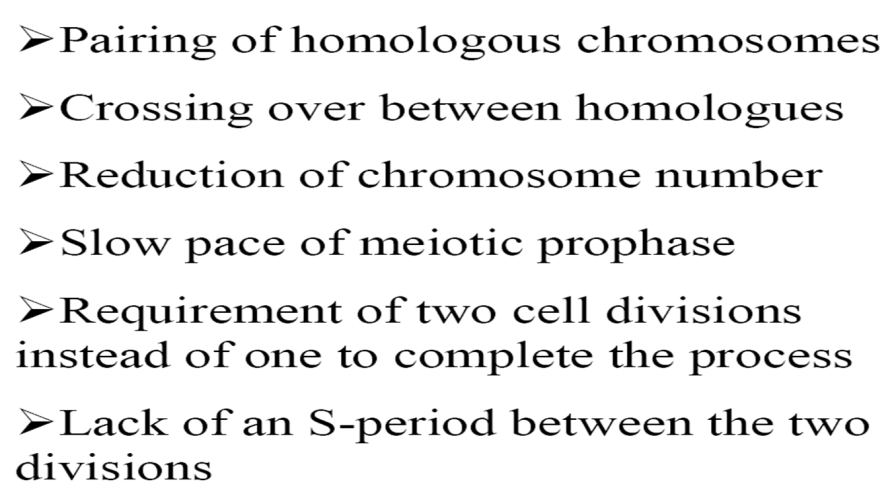 ➢Pairing of homologous chromosomes
➢Crossing over between homologues
➢Reduction of chromosome number
➢Slow pace of meiotic prophase
➢Requirement of two cell divisions
instead of one to complete the process
➢Lack of an S-period between the two
divisions